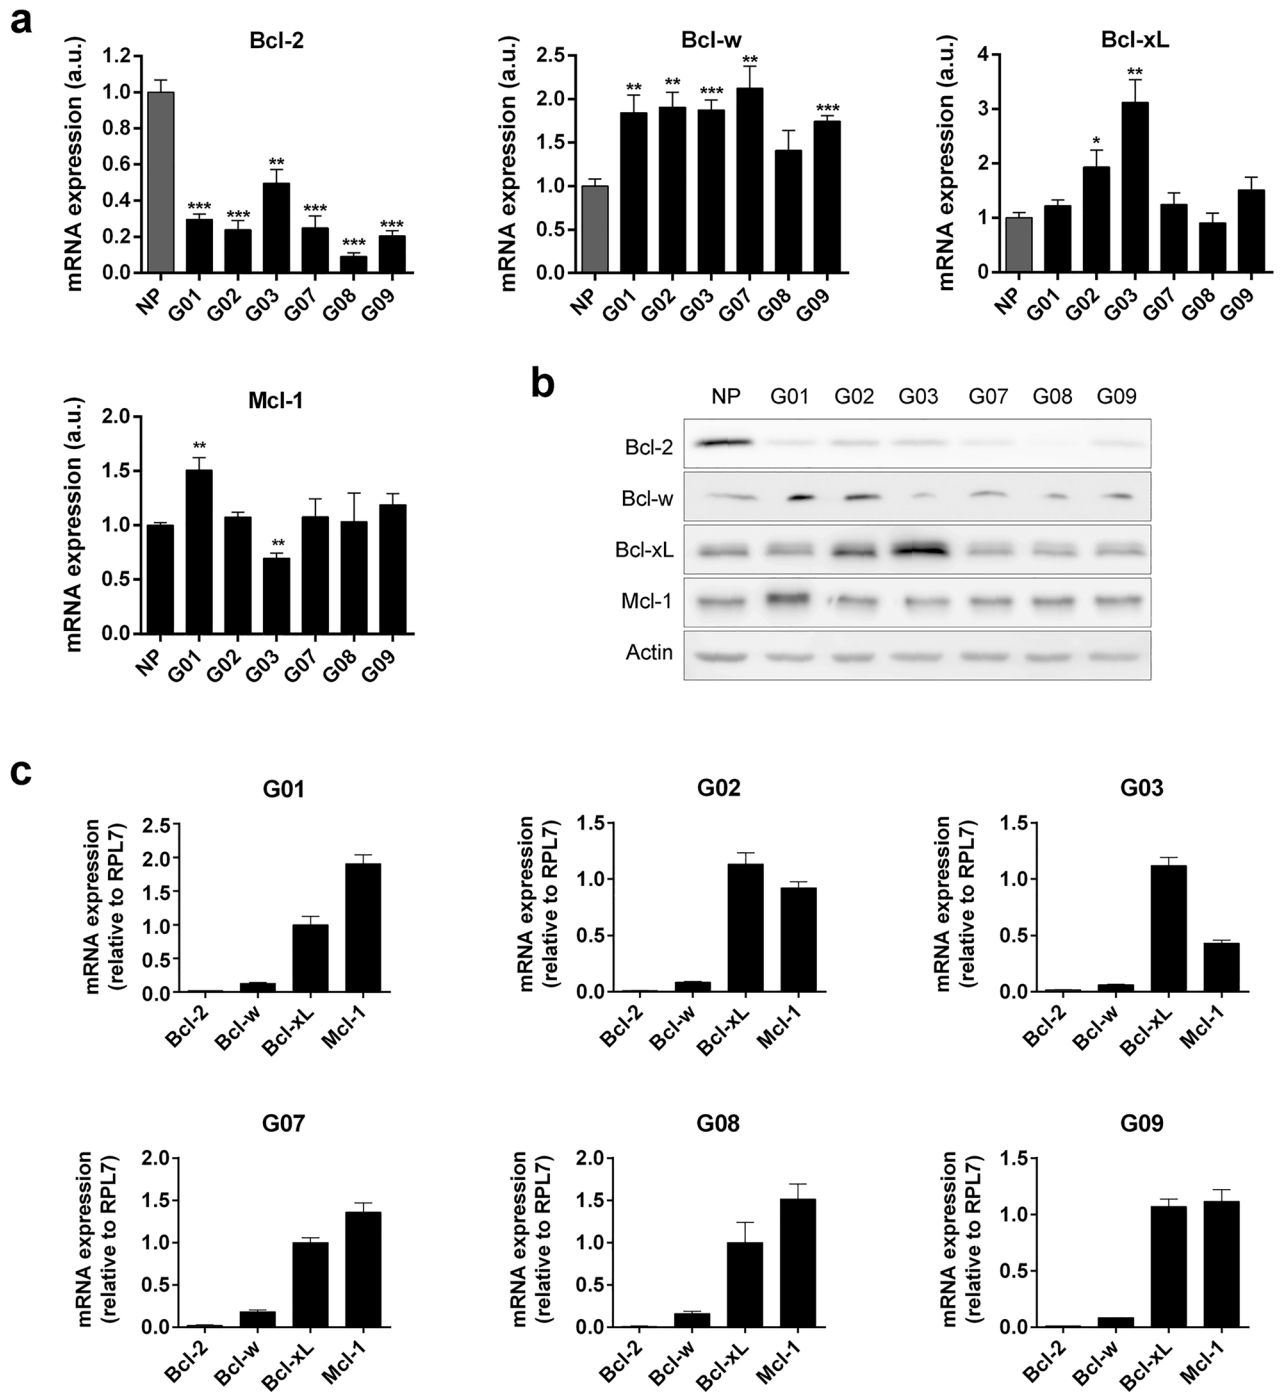 a
Bcl-2
mRNA expression (a.u.)
1.2
1.0
0.8
0.6
0.4
0.2
0.0
***
***
**
***
***
***
NP G01 G02 G03 G07 G08 G09
Bcl-w
mRNA expression (a.u.)
2.5
2.0
1.5
1.0
0.5
0.0
**
**
***
**
***
NP G01 G02 G03 G07 G08 G09
Bcl-xL
mRNA expression (a.u.)
4
3
2
1
0
*
**
NP G01 G02 G03 G07 G08 G09
Mcl-1
mRNA expression (a.u.)
2.0
1.5
1.0
0.5
0.0
**
**
NP G01 G02 G03 G07 G08 G09
b
NP G01 G02 G03 G07 G08 G09
Bcl-2
Bcl-w
Bcl-xL
Mcl-1
Actin
c
G01
mRNA expression
(relative to RPL7)
2.5
2.0
1.5
1.0
0.5
0.0
Bcl-2 Bcl-w Bcl-xL Mcl-1
G02
mRNA expression
(relative to RPL7)
1.5
1.0
0.5
0.0
Bcl-2 Bcl-w Bcl-xL Mcl-1
G03
mRNA expression
(relative to RPL7)
1.5
1.0
0.5
0.0
Bcl-2 Bcl-w Bcl-xL Mcl-1
G07
mRNA expression
(relative to RPL7)
2.0
1.5
1.0
0.5
0.0
Bcl-2 Bcl-w Bcl-xL Mcl-1
G08
mRNA expression
(relative to RPL7)
2.0
1.5
1.0
0.5
0.0
Bcl-2 Bcl-w Bcl-xL Mcl-1
G09
mRNA expression
(relative to RPL7)
1.5
1.0
0.5
0.0
Bcl-2 Bcl-w Bcl-xL Mcl-1